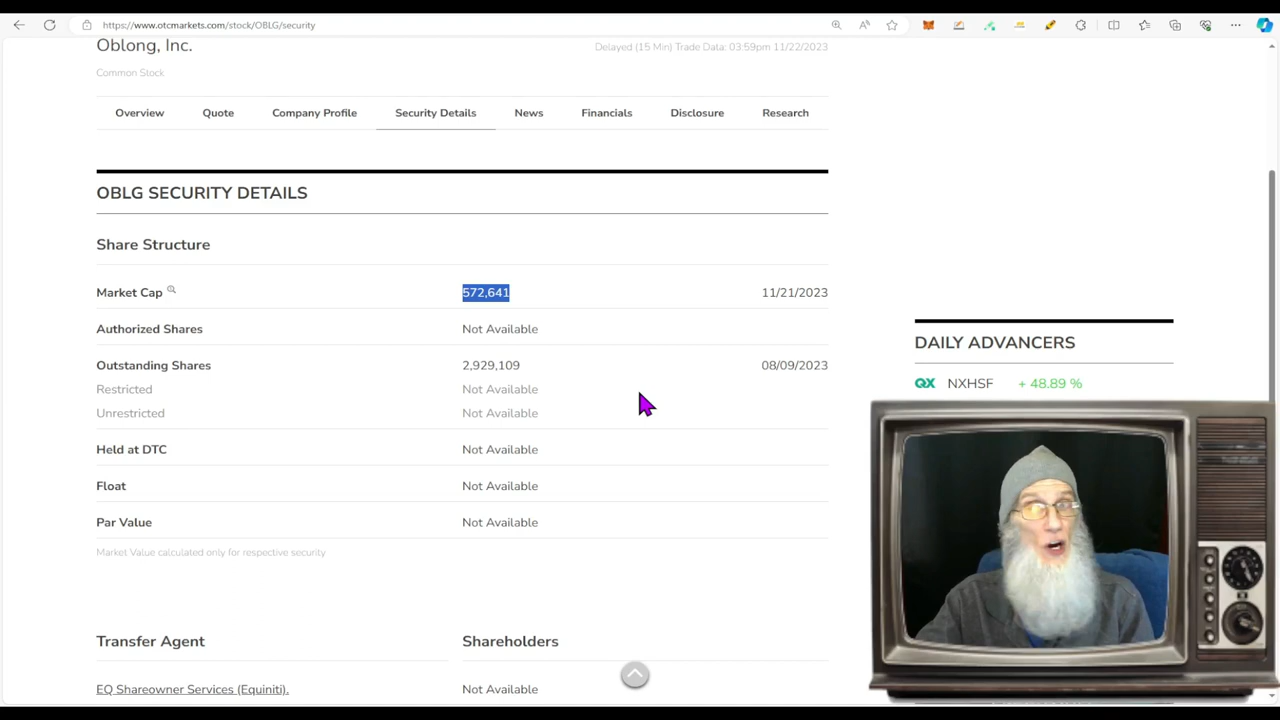 https://www.otcmarkets.com/stock/OBLG/security
Oblong, Inc.
Delayed (15 Min) Trade Data: 03:59pm 11/22/2023
Common Stock
Overview Quote Company Profile Security Details News Financials Disclosure Research
OBLG SECURITY DETAILS
Share Structure
Market Cap 572,641 11/21/2023
Authorized Shares Not Available
Outstanding Shares 2,929,109 08/09/2023
Restricted Not Available
Unrestricted Not Available
Held at DTC Not Available
Float Not Available
Par Value Not Available
Market Value calculated only for respective security
Transfer Agent Shareholders
EQ Shareowner Services (Equiniti). Not Available
DAILY ADVANCERS
QX NXHSF + 48.89 %